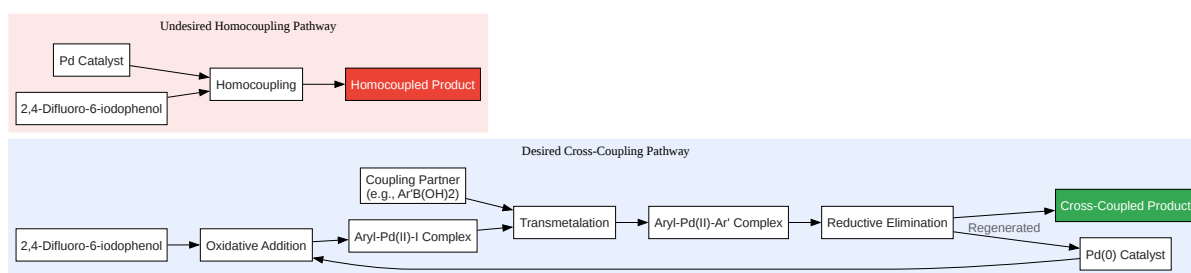 Undesired Homocoupling Pathway
Pd Catalyst
2,4-Difluoro-6-iodophenol
Homocoupling
Homocoupled Product
Desired Cross-Coupling Pathway
2,4-Difluoro-6-iodophenol
Oxidative Addition
Coupling Partner
(e.g., Ar'B(OH)2)
Aryl-Pd(II)-I Complex
Transmetalation
Aryl-Pd(II)-Ar' Complex
Reductive Elimination
Regenerated
Cross-Coupled Product
Pd(0) Catalyst